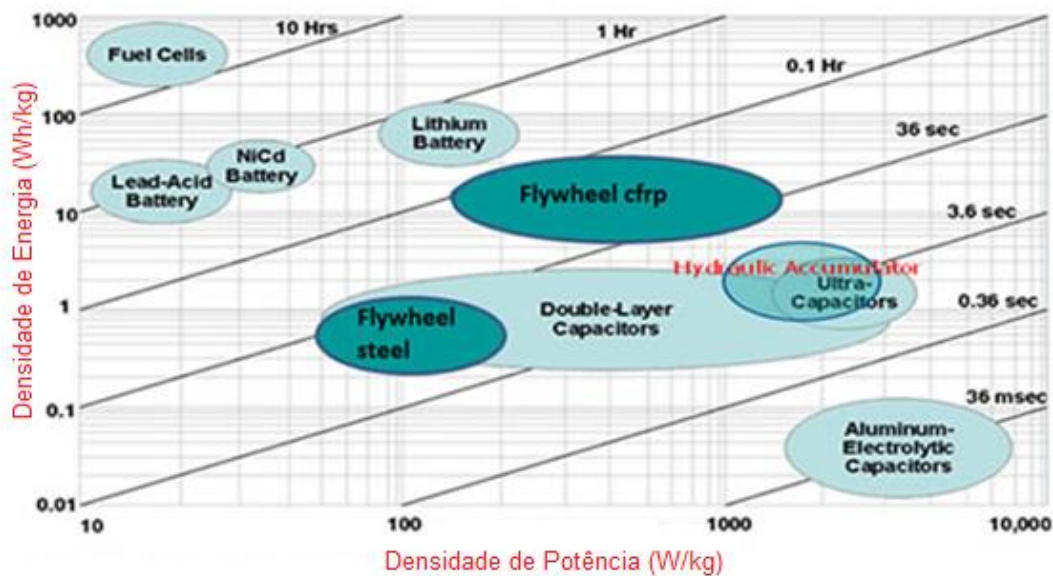 1000
10 Hrs
1 Hr
Fuel Cells
0.1 Hr
100
Lithium
Battery
36 sec
NiCd
Battery
Lead-Acid
Battery
Flywheel cfrp
10
3.6 sec
Hydraulic Accumutator
Ultra-
Capacitors
1
Double-Layer
Capacitors
0.36 sec
Flywheel
steel
0.1
36 msec
Aluminum-
Electrolytic
Capacitors
0.01
10
100
1000
10,000
Densidade de Energia (Wh/kg)
Densidade de Potência (W/kg)